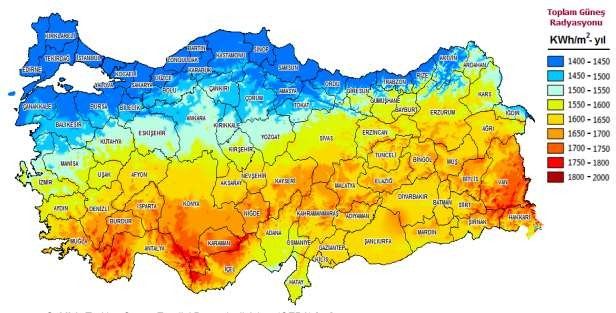 Toplam Güneş
Radyasyonu
KWh/m²- yıl
1400 - 1450
1450 - 1500
1500 - 1550
1550 - 1600
1600 - 1650
1650 - 1700
1700 - 1750
1750 - 1800
1800 - 2000
KIRKLARELİ
TEKİRDAĞ
İSTANBUL
EDİRNE
YALOVA
KOCAELİ
SAKARYA
DÜZCE
BOLU
ZONGULDAK
BARTIN
KARABÜK
KASTAMONU
SİNOP
SAMSUN
ORDU
GİRESUN
TRABZON
RİZE
ARTVİN
ARDAHAN
KARS
IĞDIR
ÇANAKKALE
BALIKESİR
BURSA
BİLECİK
ESKİŞEHİR
KÜTAHYA
ANKARA
ÇANKIRI
ÇORUM
AMASYA
TOKAT
KIRIKKALE
YOZGAT
KIRŞEHİR
SİVAS
GÜMÜŞHANE
BAYBURT
ERZİNCAN
ERZURUM
AĞRI
MANİSA
İZMİR
UŞAK
AFYON
AYDIN
DENİZLİ
ISPARTA
BURDUR
MUĞLA
ANTALYA
KONYA
AKSARAY
NEVŞEHİR
NİĞDE
KAYSERİ
KARAMAN
İÇEL
ADANA
OSMANİYE
HATAY
KAHRAMANMARAŞ
MALATYA
ADIYAMAN
GAZİANTEP
KİLİS
ŞANLIURFA
ELAZIĞ
TUNCELİ
BİNGÖL
MUŞ
BİTLİS
VAN
DİYARBAKIR
BATMAN
SİİRT
MARDİN
ŞIRNAK
HAKKARİ